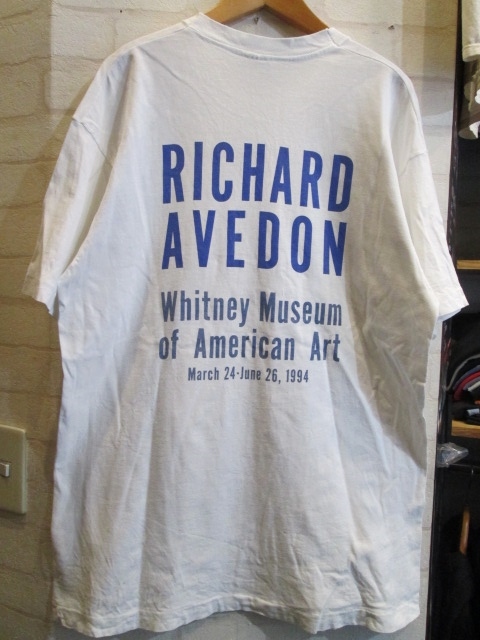 RICHARD
AVEDON
Whitney Museum
of American Art
March 24-June 26, 1994